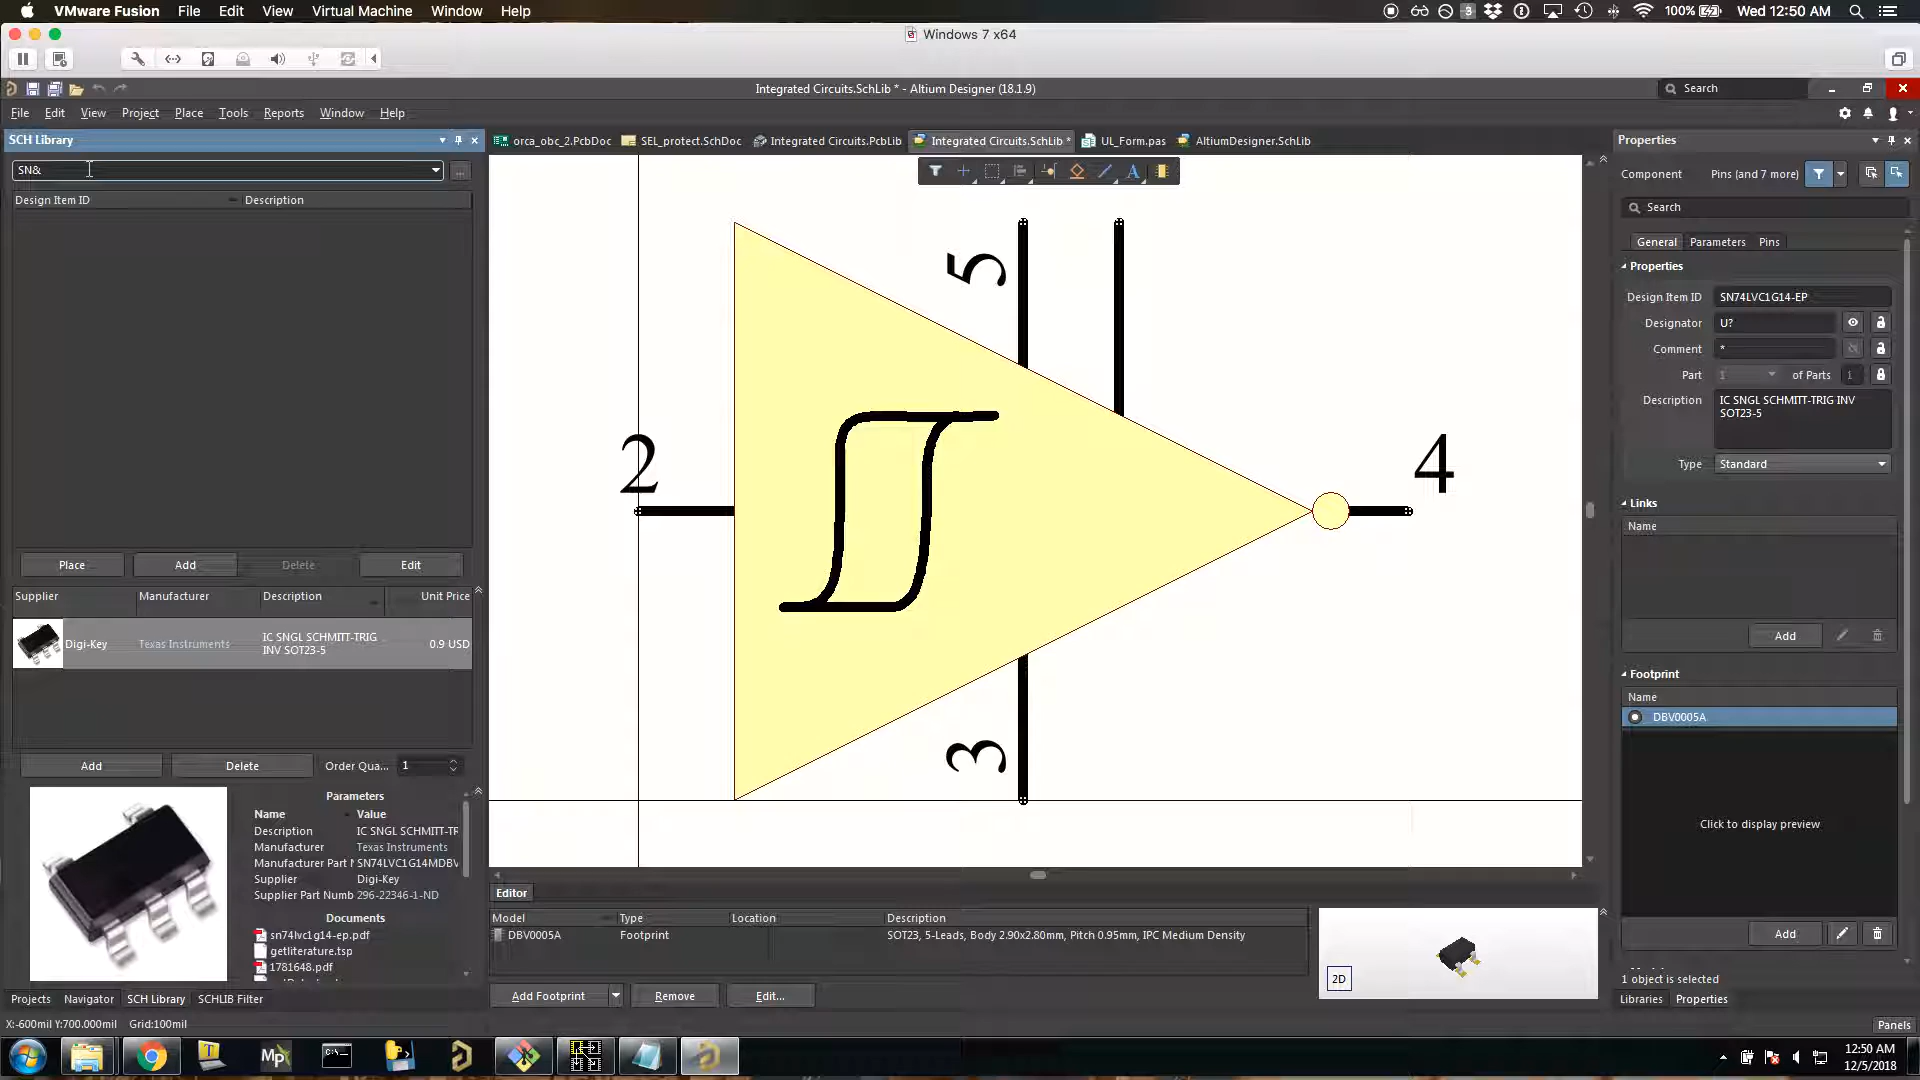 VMware Fusion File Edit View Virtual Machine Window Help
3 100% Wed 12:50 AM
Windows 7 x64
Integrated Circuits.SchLib * - Altium Designer (18.1.9)
Search
File Edit View Project Place Tools Reports Window Help
SCH Library
orca_obc_2.PcbDoc SEL_protect.SchDoc Integrated Circuits.PcbLib Integrated Circuits.SchLib * UL_Form.pas AltiumDesigner.SchLib
Properties
SN&
...
Component Pins (and 7 more)
Search
Design Item ID Description
General Parameters Pins
Properties
Design Item ID SN74LVC1G14-EP
Designator U?
Comment *
Part 1 of Parts 1
Description IC SNGL SCHMITT-TRIG INV
SOT23-5
Type Standard
5
2
4
3
Links
Name
Add
Footprint
Name
DBV0005A
Click to display preview
Add
1 object is selected
Libraries Properties
Place Add Delete Edit
Supplier Manufacturer Description Unit Price
Digi-Key Texas Instruments IC SNGL SCHMITT-TRIG
INV SOT23-5 0.9 USD
Add Delete Order Qua... 1
Parameters
Name Value
Description IC SNGL SCHMITT-TR
Manufacturer Texas Instruments
Manufacturer Part N SN74LVC1G14MDBV
Supplier Digi-Key
Supplier Part Numb 296-22346-1-ND
Documents
sn74lvc1g14-ep.pdf
getliterature.tsp
1781648.pdf
Projects Navigator SCH Library SCHLIB Filter
Editor
Model Type Location Description
DBV0005A Footprint SOT23, 5-Leads, Body 2.90x2.80mm, Pitch 0.95mm, IPC Medium Density
2D
Add Footprint Remove Edit...
X:-600mil Y:700.000mil Grid:100mil
Panels
Mp
12:50 AM
12/5/2018